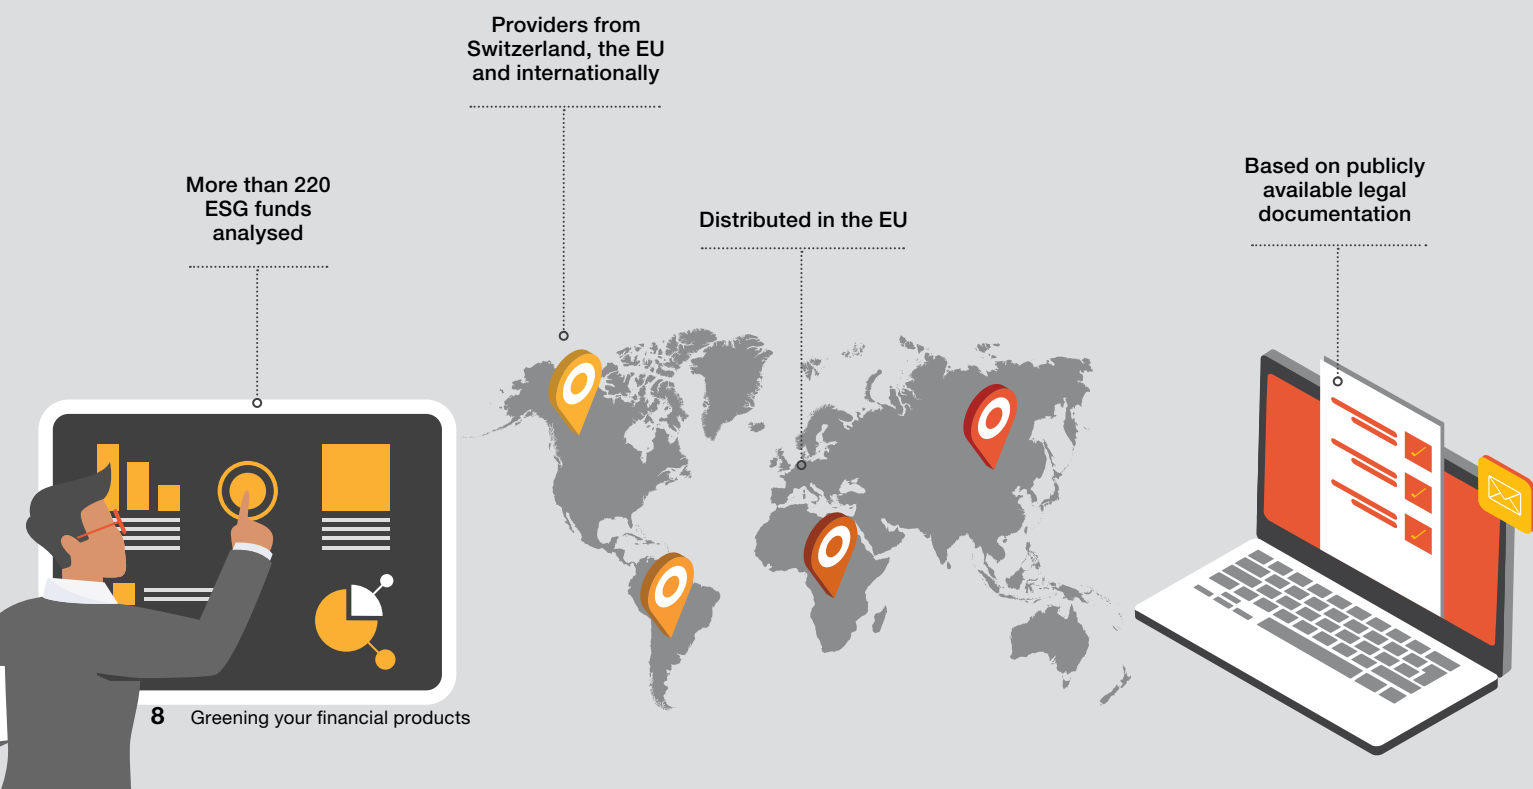 Providers from
Switzerland, the EU
and internationally
More than 220
ESG funds
analysed
Distributed in the EU
Based on publicly
available legal
documentation
8 Greening your financial products